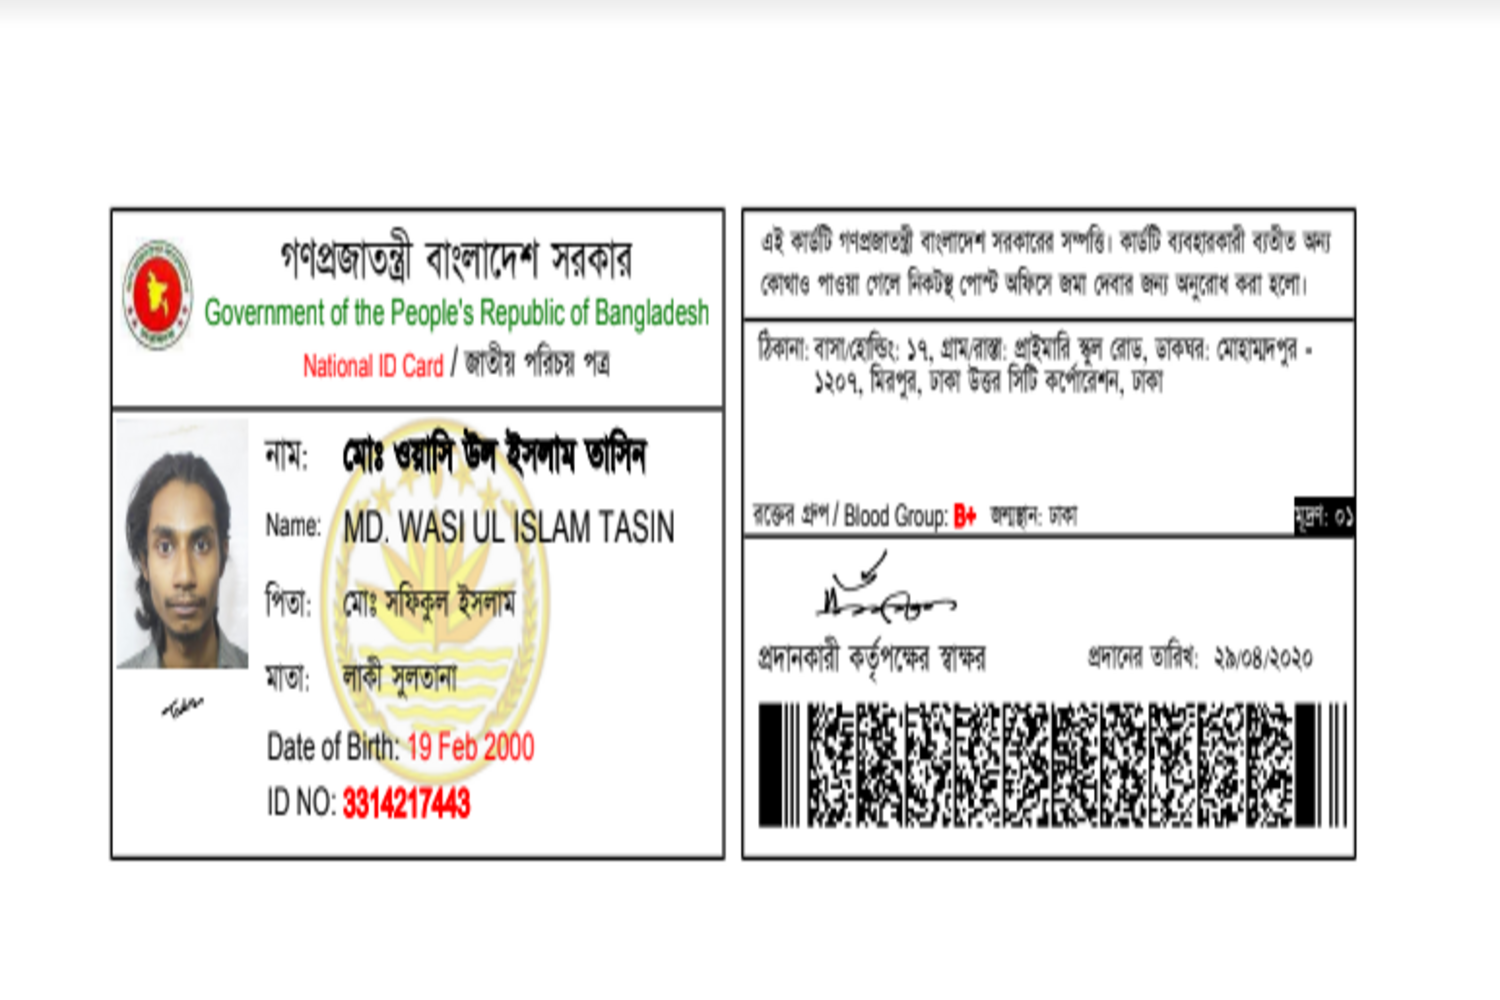 গণপ্রজাতন্ত্রী বাংলাদেশ সরকার
Government of the People's Republic of Bangladesh
National ID Card / জাতীয় পরিচয় পত্র
নাম: মোঃ ওয়াসি উল ইসলাম তাসিন
Name: MD. WASI UL ISLAM TASIN
পিতা: মোঃ সফিকুল ইসলাম
মাতা: লাকী সুলতানা
Date of Birth: 19 Feb 2000
ID NO: 3314217443
এই কার্ডটি গণপ্রজাতন্ত্রী বাংলাদেশ সরকারের সম্পত্তি। কার্ডটি ব্যবহারকারী ব্যতীত অন্য
কোথাও পাওয়া গেলে নিকটস্থ পোস্ট অফিসে জমা দেবার জন্য অনুরোধ করা হলো।
ঠিকানা: বাসা/হোল্ডিং: ১৭, গ্রাম/রাস্তা: প্রাইমারি স্কুল রোড, ডাকঘর: মোহাম্মদপুর -
১২০৭, মিরপুর, ঢাকা উত্তর সিটি কর্পোরেশন, ঢাকা
রক্তের গ্রুপ / Blood Group: B+ জন্মস্থান: ঢাকা
মুদ্রণ: ০১
প্রদানকারী কর্তৃপক্ষের স্বাক্ষর
প্রদানের তারিখ: ২৯/০৪/২০২০